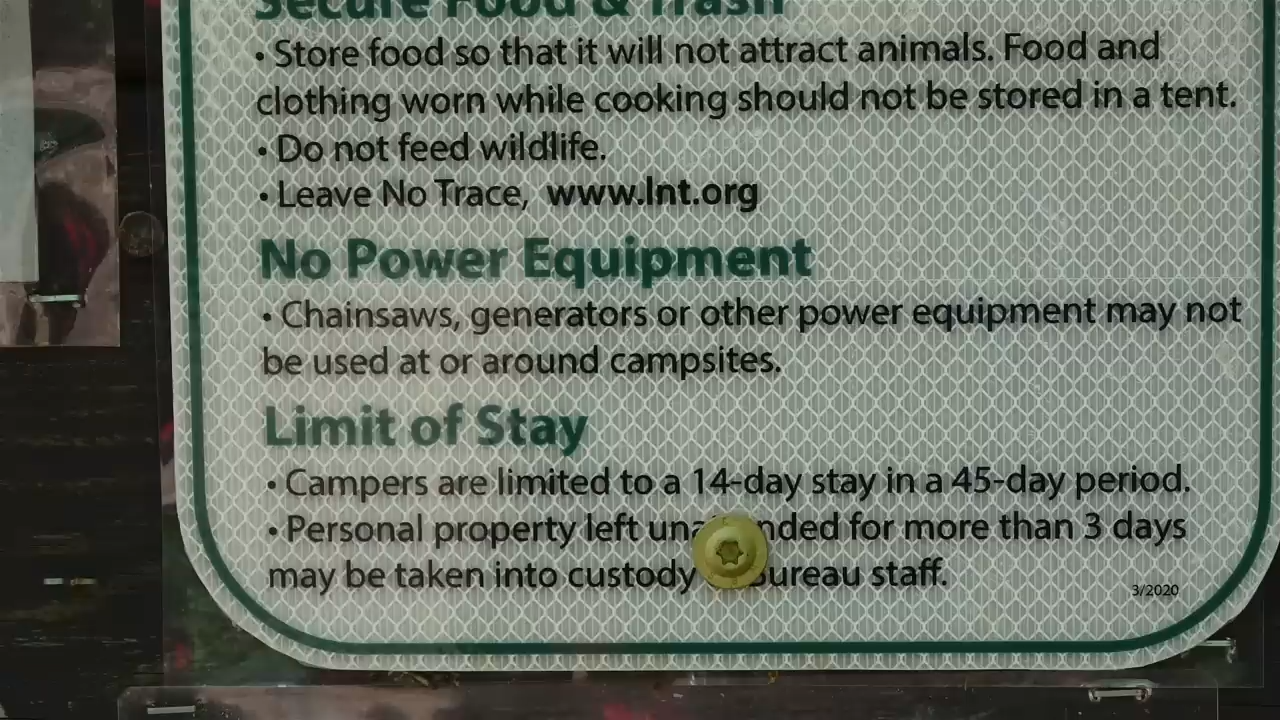 Secure Food & Trash
• Store food so that it will not attract animals. Food and
clothing worn while cooking should not be stored in a tent.
• Do not feed wildlife.
• Leave No Trace, www.lnt.org
No Power Equipment
• Chainsaws, generators or other power equipment may not
be used at or around campsites.
Limit of Stay
• Campers are limited to a 14-day stay in a 45-day period.
• Personal property left for more than 3 days
may be taken into custody staff.
3/2020